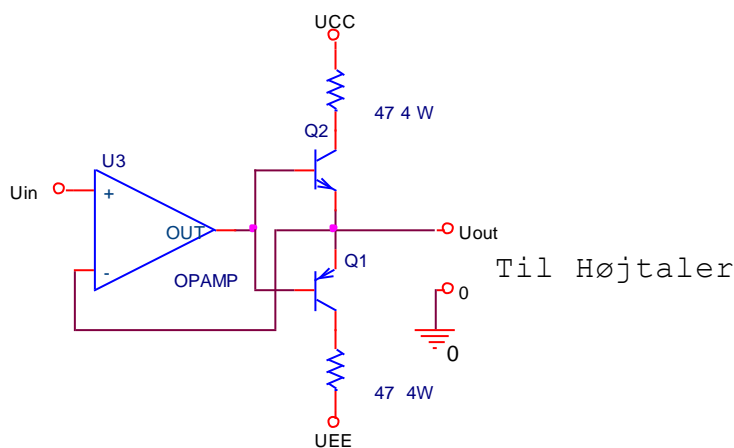 UCC
47 4 W
Q2
U3
Uin
+
OUT
Uout
-
OPAMP
Q1
Til Højtaler
0
0
47 4W
UEE